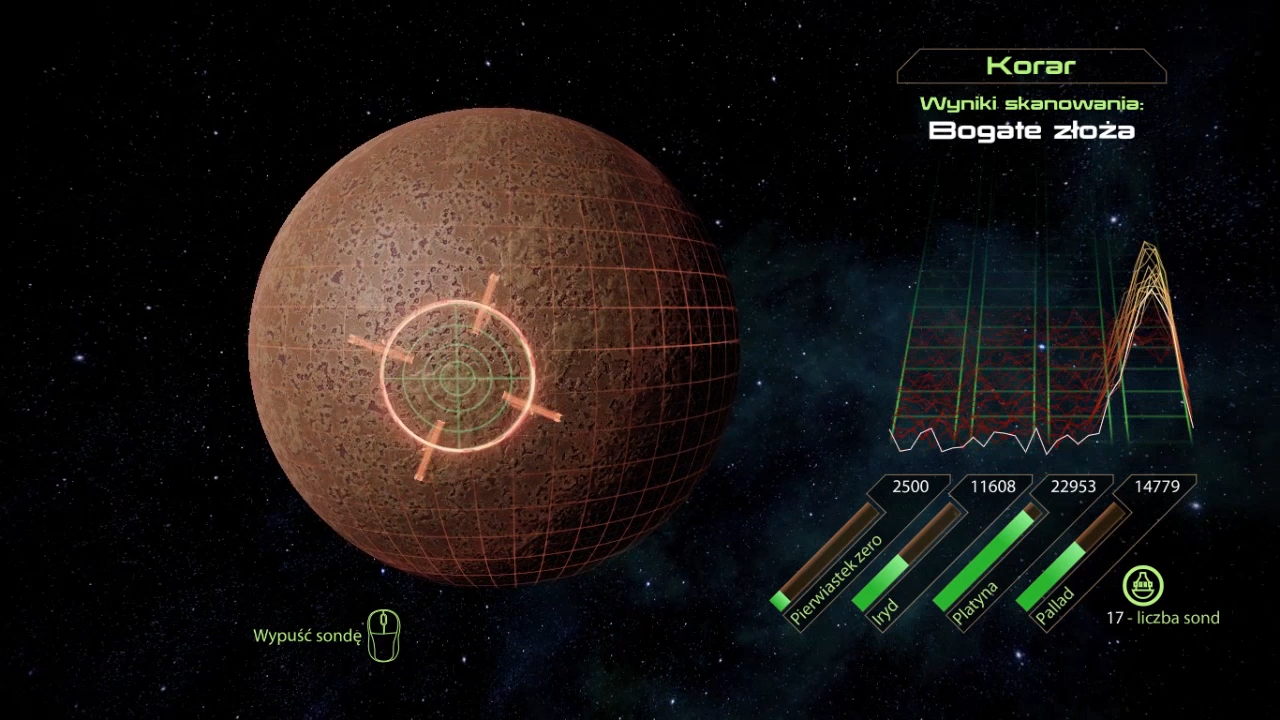 Korar
Wyniki skanowania:
Bogate złoża
2500
11608
22953
14779
Pierwiastek zero
Iryd
Platyna
Pallad
17 - liczba sond
Wypuść sondę